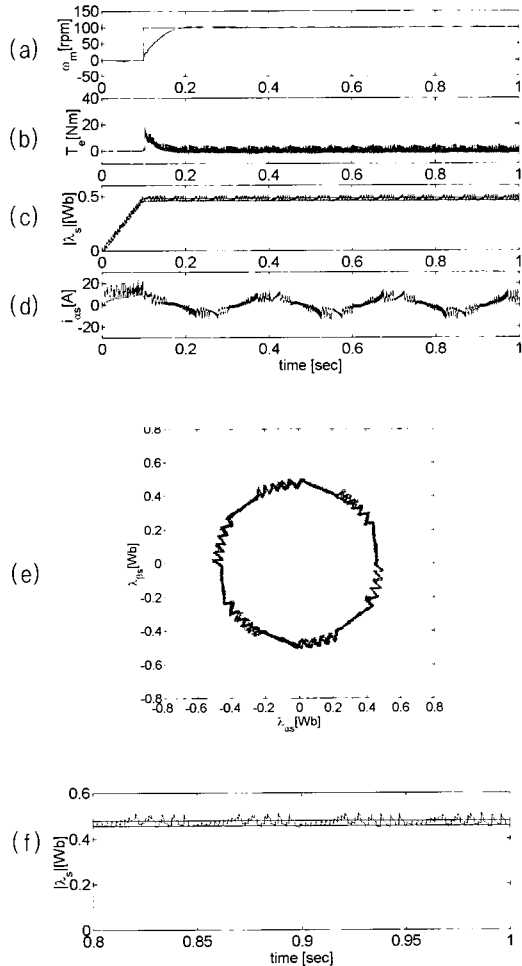 (a)
ω_m[rpm]
150
100
50
0
-50
0 0.2 0.4 0.6 0.8 1
(b)
T_e[Nm]
40
20
0
0 0.2 0.4 0.6 0.8 1
(c)
|λ_s|[Wb]
0.5
0
0 0.2 0.4 0.6 0.8 1
(d)
i_αs[A]
20
0
-20
0 0.2 0.4 0.6 0.8 1
time [sec]
(e)
λ_βs[Wb]
0.8
0.6
0.4
0.2
0
-0.2
-0.4
-0.6
-0.8
-0.8 -0.6 -0.4 -0.2 0 0.2 0.4 0.6 0.8
λ_αs[Wb]
(f)
|λ_s|[Wb]
0.6
0.4
0.2
0
0.8 0.85 0.9 0.95 1
time [sec]